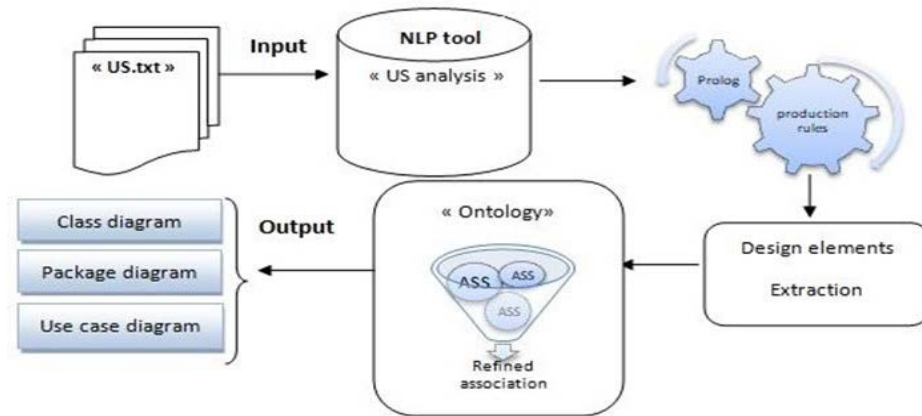 « US.txt »
Input
NLP tool
« US analysis »
Prolog
production
rules
Design elements
Extraction
« Ontology»
ASS
ASS
ASS
Refined
association
Output
Class diagram
Package diagram
Use case diagram